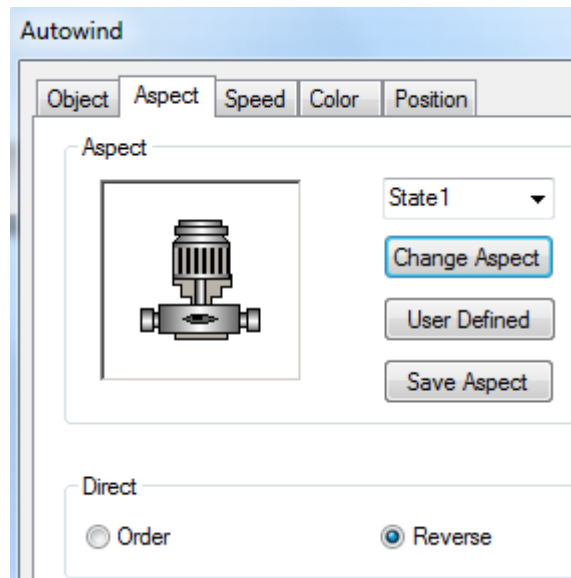 Autowind
Object Aspect Speed Color Position
Aspect
State1
Change Aspect
User Defined
Save Aspect
Direct
Order Reverse